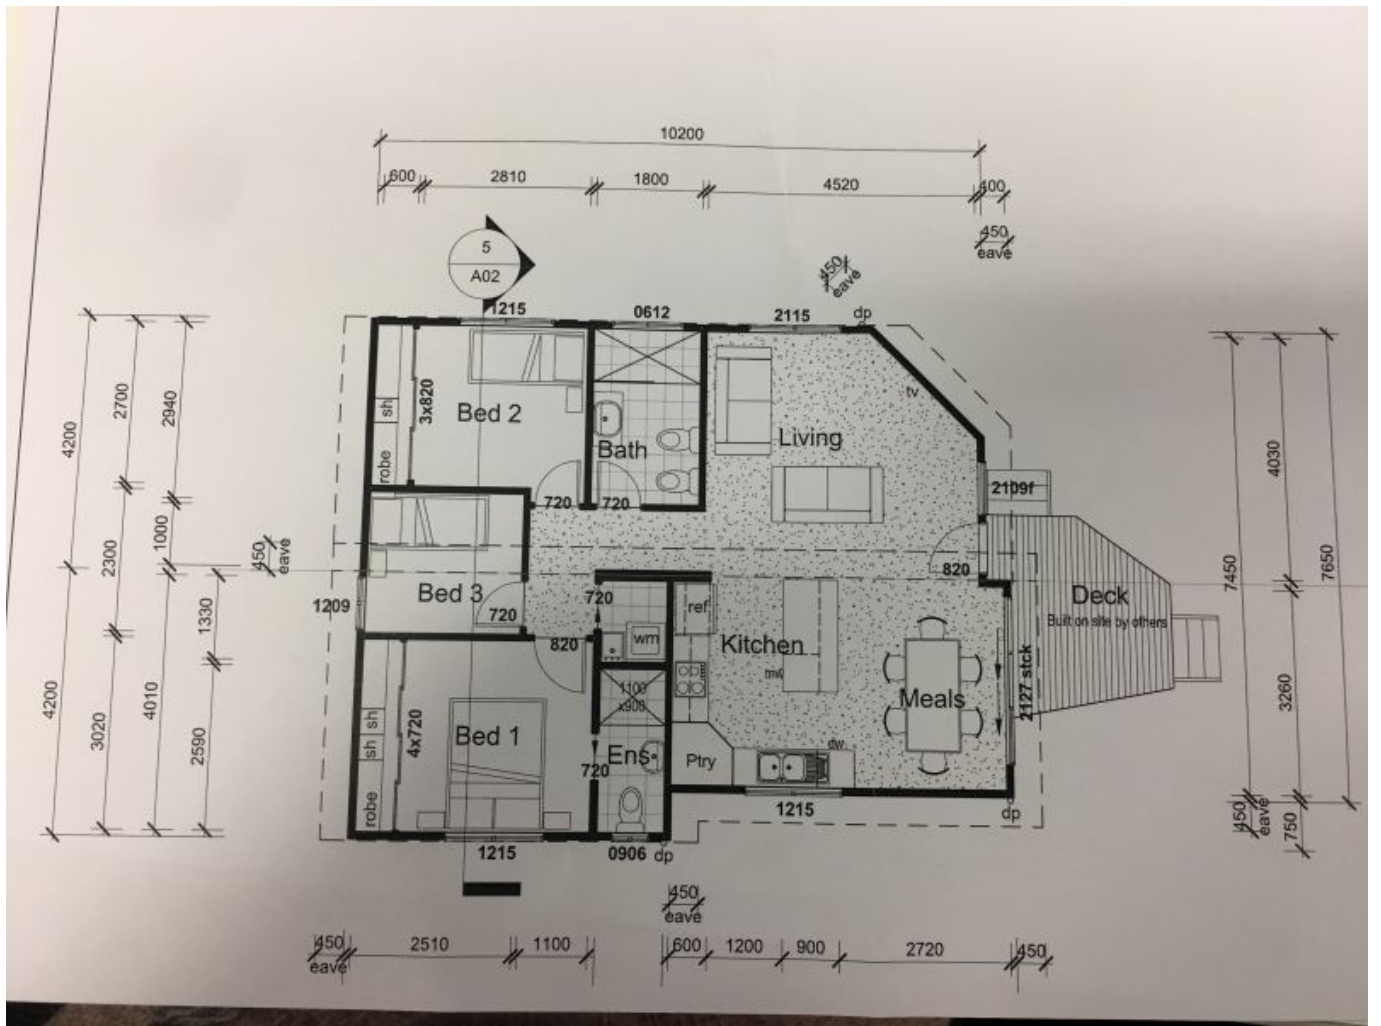 10200
600 2810 1800 4520 400
450
eave
5
A02
450
eave
1215 0612 2115 dp
4200 2700 2940
sh 3x820 Bed 2
robe
Bath
Living
tv
720 720
2109f
4030
7450
7650
2300 1000
450
eave
1209
Bed 3
720
720
820
ref
wm
820
Deck
Built on site by others
1330
4200 3020 4010 2590
Kitchen
1100
x900
Meals
2127 stck
3260
sh
sh
robe
4x720
Bed 1
Ens
720
Ptry
dw
1215 0906 dp
1215
dp
450
eave
750
450
eave
450
eave
2510 1100 600 1200 900 2720 450